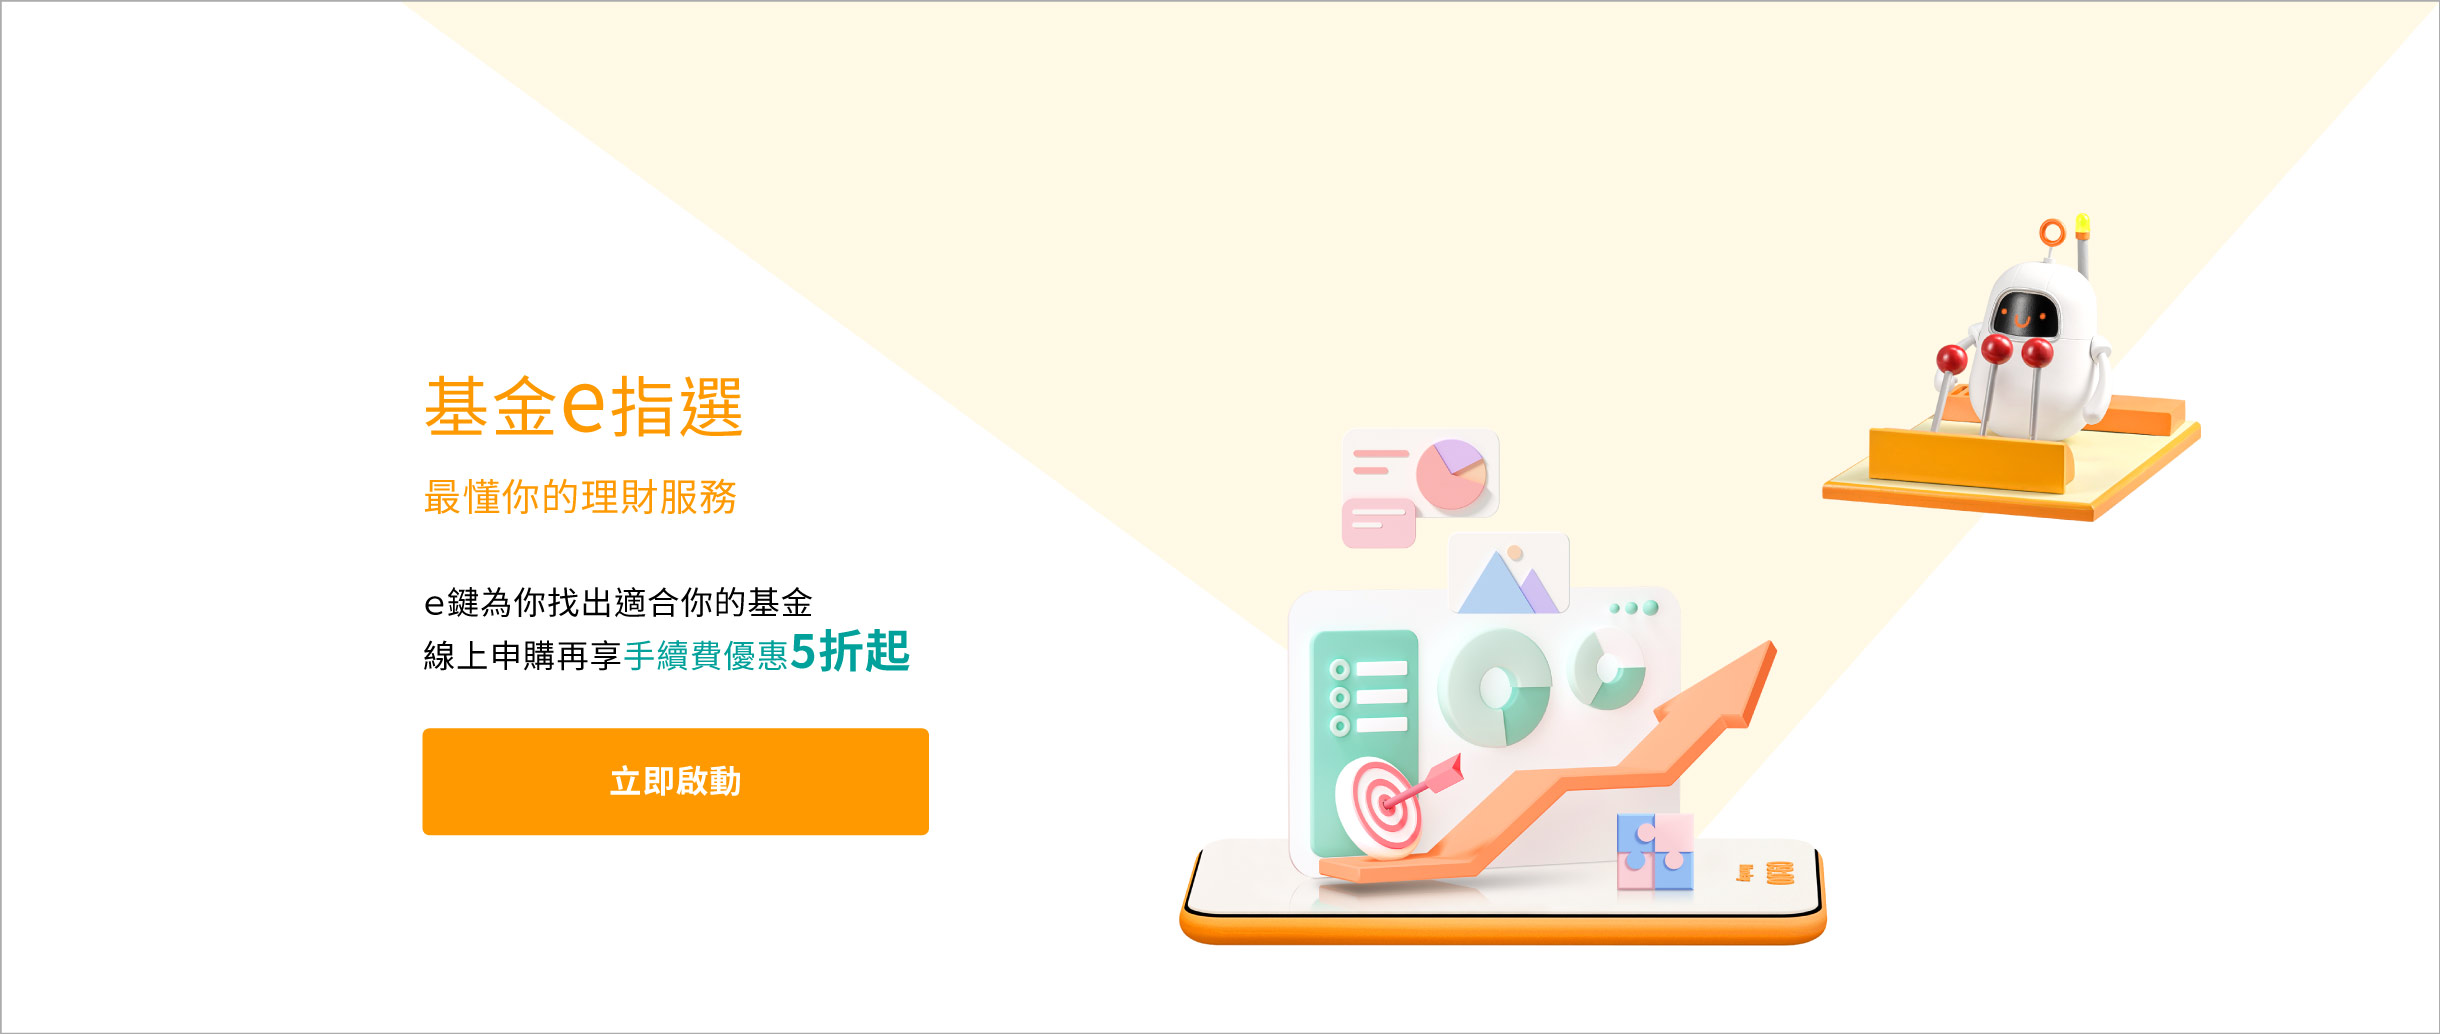 基金e指選
最懂你的理財服務
e鍵為你找出適合你的基金
線上申購再享手續費優惠5折起
立即啟動